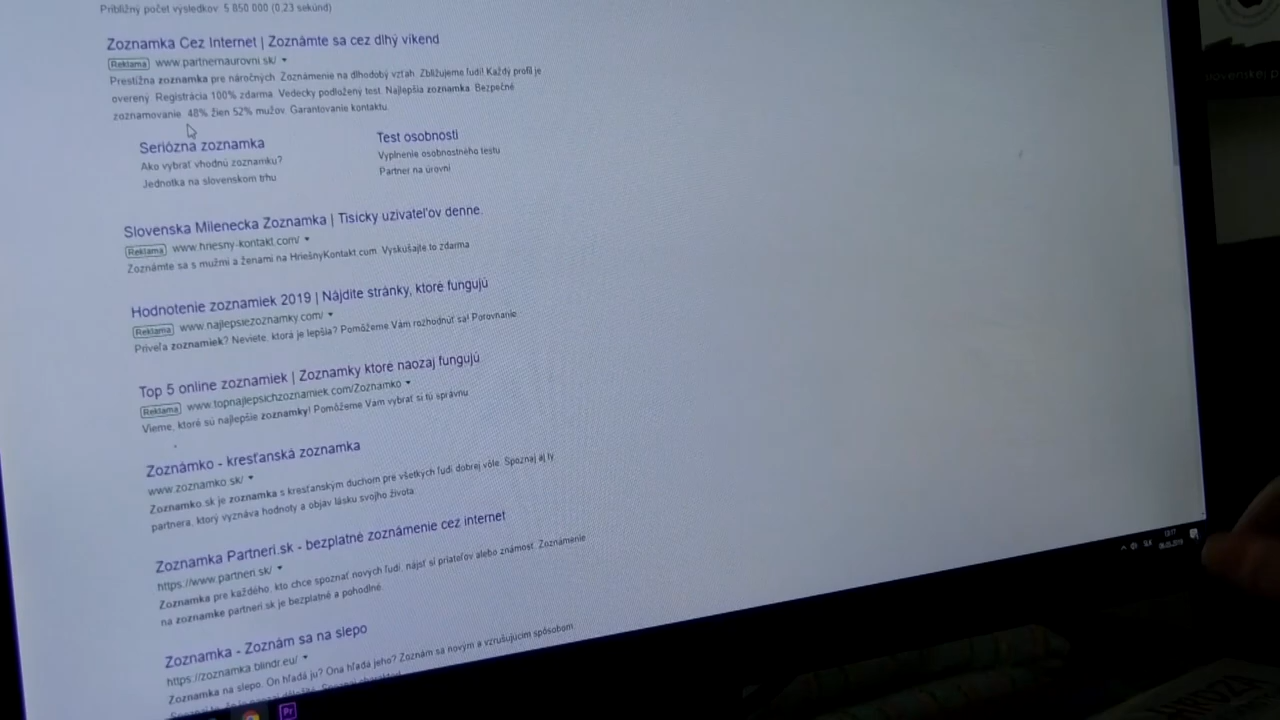 Približný počet výsledkov: 5 850 000 (0.23 sekúnd)
Zoznamka Cez Internet | Zoznámte sa cez dlhý víkend
Reklama www.partnernaurovni.sk/
Prestížna zoznamka pre náročných. Zoznámenie na dlhodobý vzťah. Zbližujeme ľudí! Každý profil je
overený. Registrácia 100% zdarma. Vedecky podložený test. Najlepšia zoznamka. Bezpečné
zoznamovanie. 48% žien 52% mužov. Garantovanie kontaktu.
Seriózna zoznamka
Test osobnosti
Ako vybrať vhodnú zoznamku?
Vyplnenie osobnostného testu
Jednotka na slovenskom trhu
Partner na úrovni
Slovenska Milenecka Zoznamka | Tisícky uzivateľov denne.
Reklama www.hriesny-kontakt.com/
Zoznámte sa s mužmi a ženami na HriešnyKontakt.com. Vyskúšajte to zdarma
Hodnotenie zoznamiek 2019 | Nájdite stránky, ktoré fungujú
Reklama www.najlepsiezoznamky.com/
Priveľa zoznamiek? Neviete, ktorá je lepšia? Pomôžeme Vám rozhodnúť sa! Porovnanie
Top 5 online zoznamiek | Zoznamky ktoré naozaj fungujú
Reklama www.topnajlepsichzoznamiek.com/Zoznamko
Vieme, ktoré sú najlepšie zoznamky! Pomôžeme Vám vybrať si tú správnu
Zoznámko - kresťanská zoznamka
www.zoznamko.sk/
Zoznamko.sk je zoznamka s kresťanským duchom pre všetkých ľudí dobrej vôle. Spoznaj aj ty
partnera, ktorý vyznáva hodnoty a objav lásku svojho života.
Zoznamka Partneri.sk - bezplatné zoznámenie cez internet
https://www.partneri.sk/
Zoznamka pre každého, kto chce spoznať nových ľudí, nájsť si priateľov alebo známosť. Zoznámenie
na zoznamke partneri.sk je bezplatné a pohodlné.
Zoznamka - Zoznám sa na slepo
https://zoznamka.blindr.eu/
Zoznamka na slepo. On hľadá ju? Ona hľadá jeho? Zoznám sa novým a vzrušujúcim spôsobom.
Pr